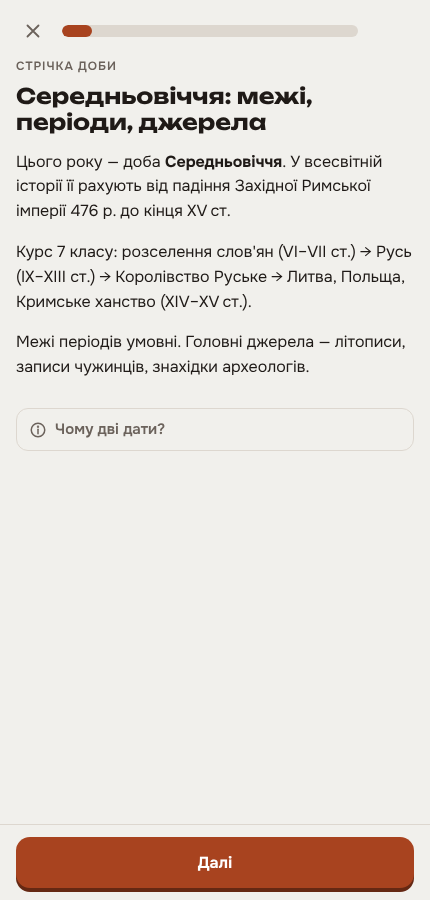 СТРІЧКА ДОБИ
Середньовіччя: межі,
періоди, джерела
Цього року — доба Середньовіччя. У всесвітній
історії її рахують від падіння Західної Римської
імперії 476 р. до кінця XV ст.
Курс 7 класу: розселення слов'ян (VI–VII ст.) → Русь
(IX–XIII ст.) → Королівство Руське → Литва, Польща,
Кримське ханство (XIV–XV ст.).
Межі періодів умовні. Головні джерела — літописи,
записи чужинців, знахідки археологів.
Чому дві дати?
Далі